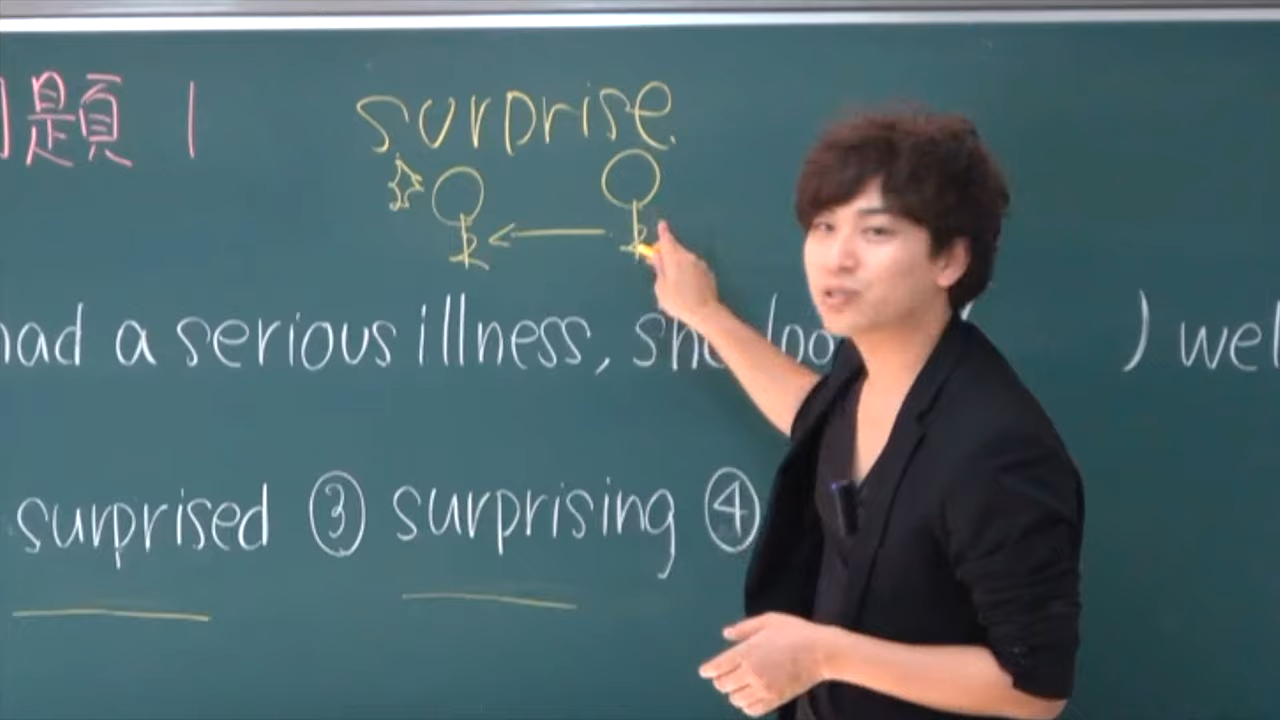 題 1 surprise.
had a serious illness, she loo ( ) wel
surprised ③ surprising ④